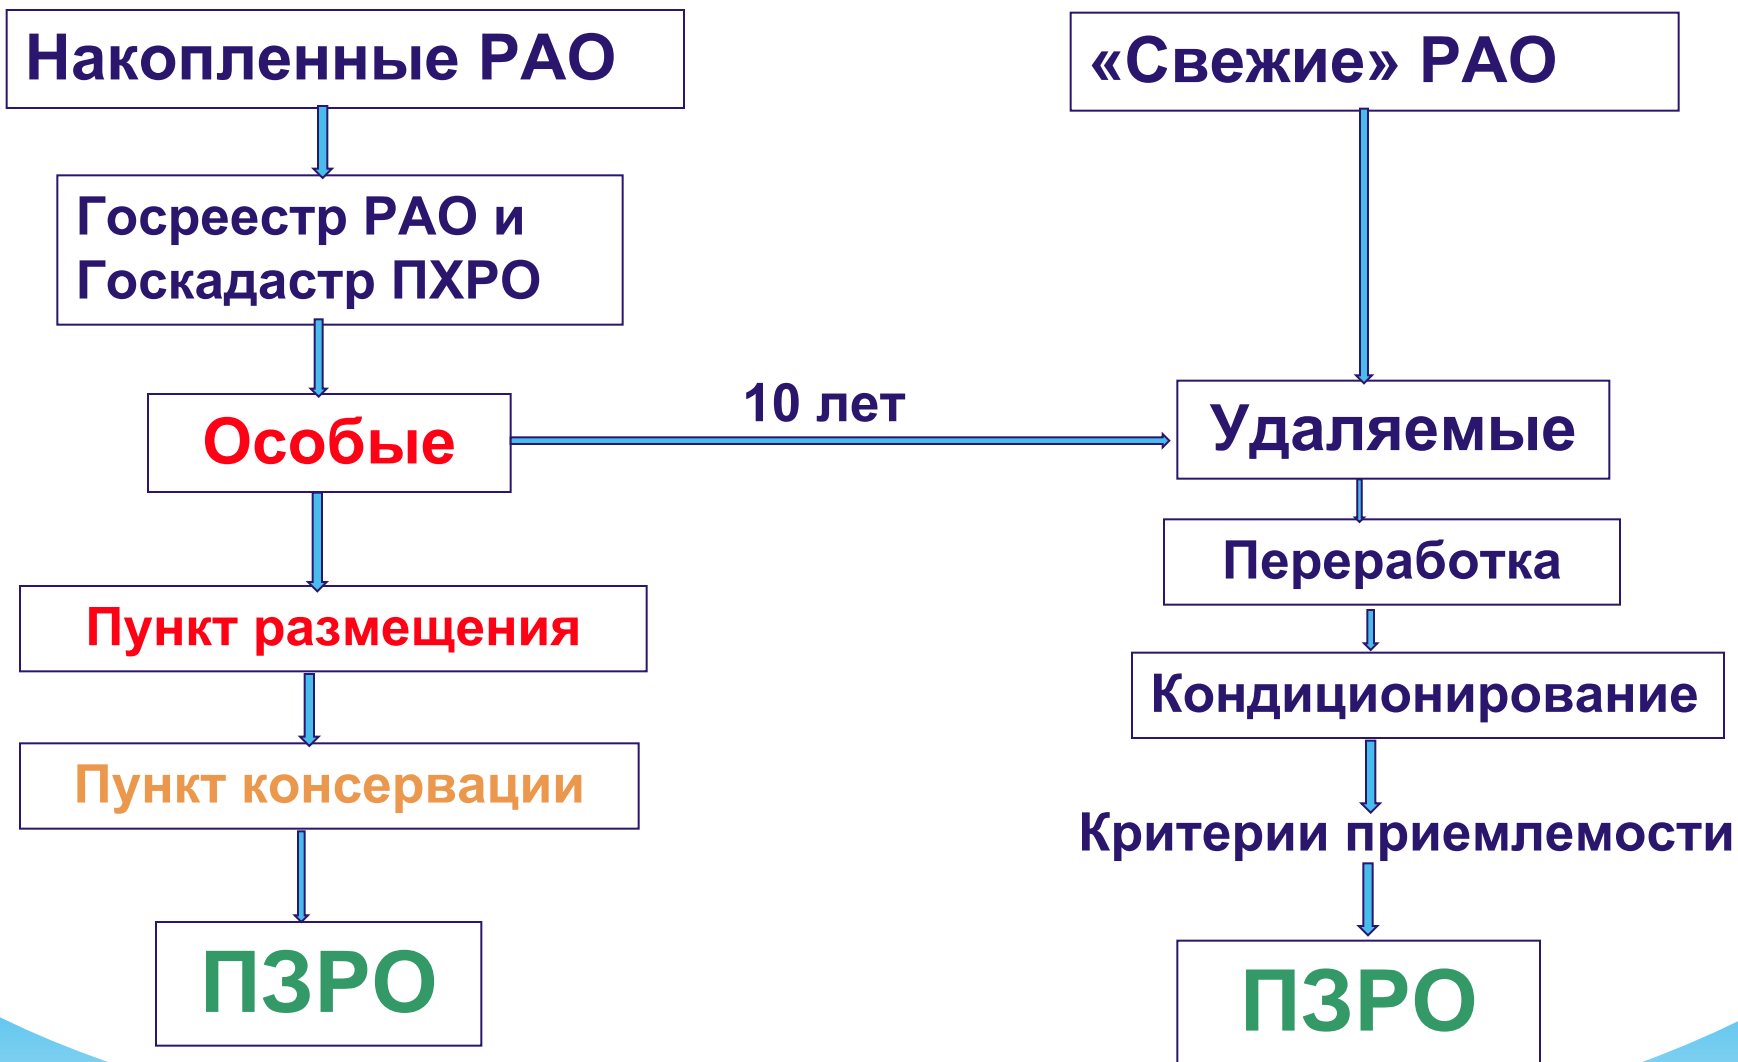 Накопленные РАО
«Свежие» РАО
Госреестр РАО и
Госкадастр ПХРО
Особые
10 лет
Удаляемые
Переработка
Пункт размещения
Кондиционирование
Пункт консервации
Критерии приемлемости
ПЗРО
ПЗРО